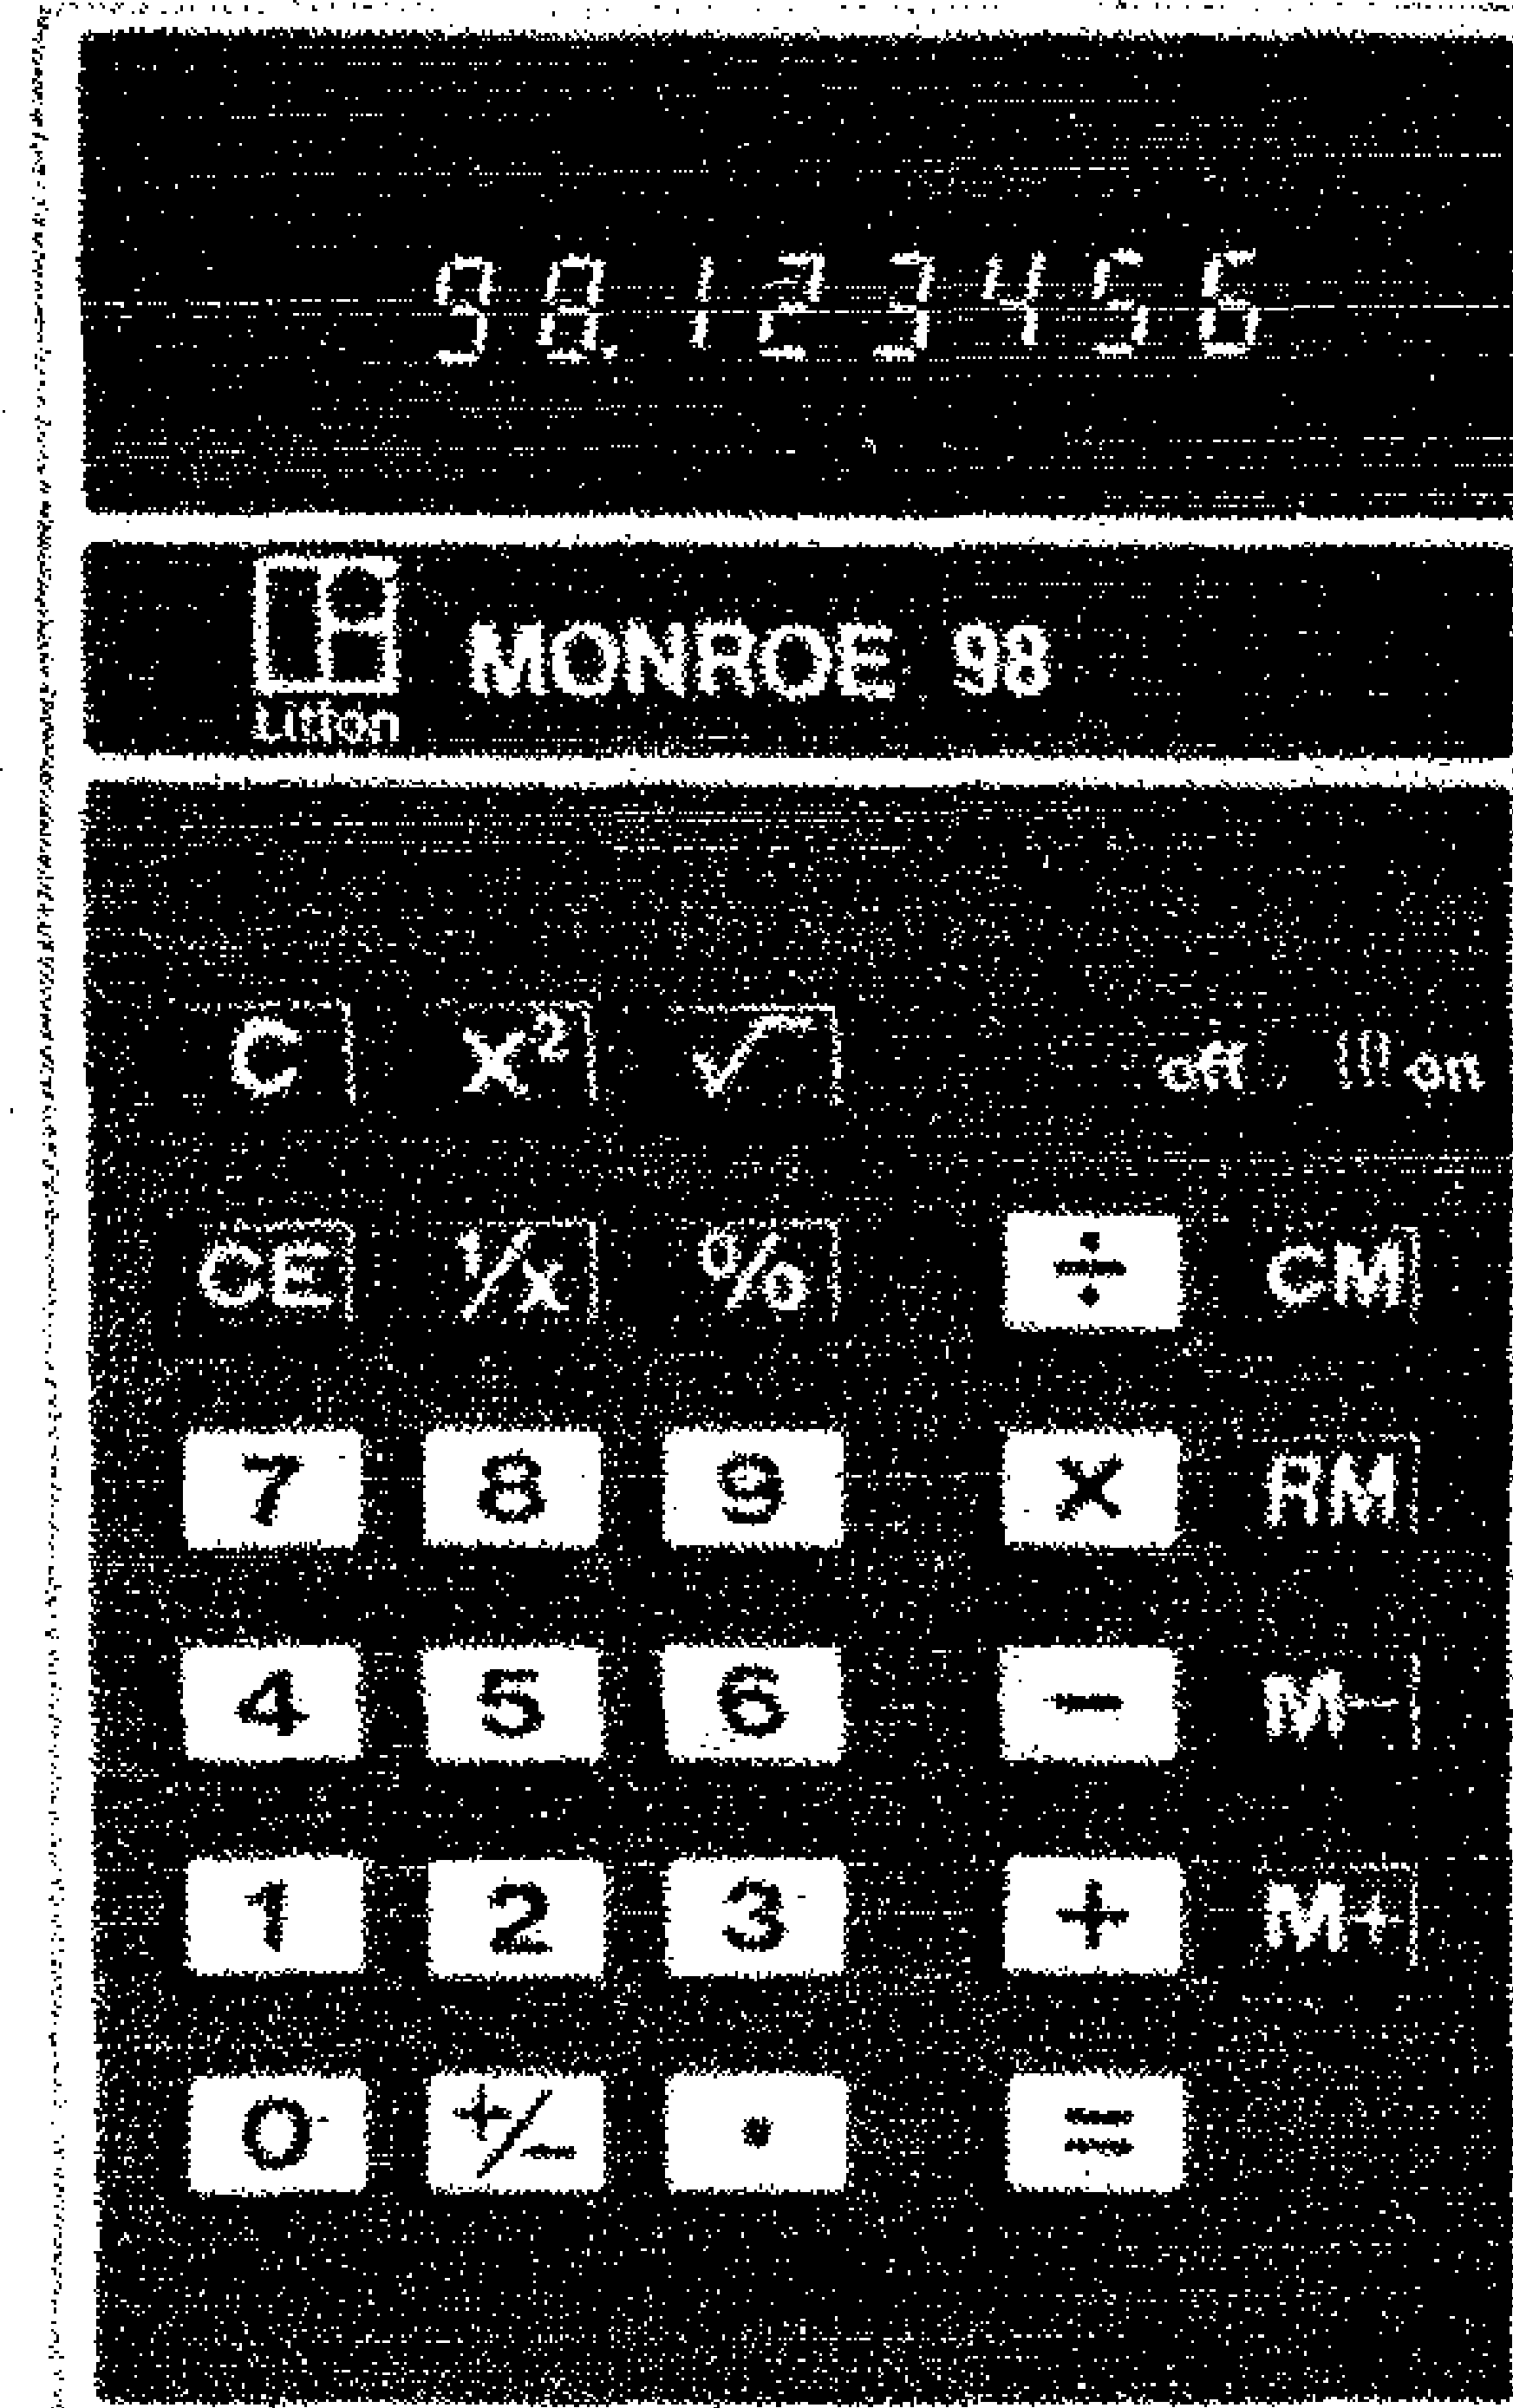 98.123456
Litton
MONROE 98
C x² √ off on
CE 1/x % ÷ CM
7 8 9 × RM
4 5 6 − M−
1 2 3 + M+
0 +/− . =